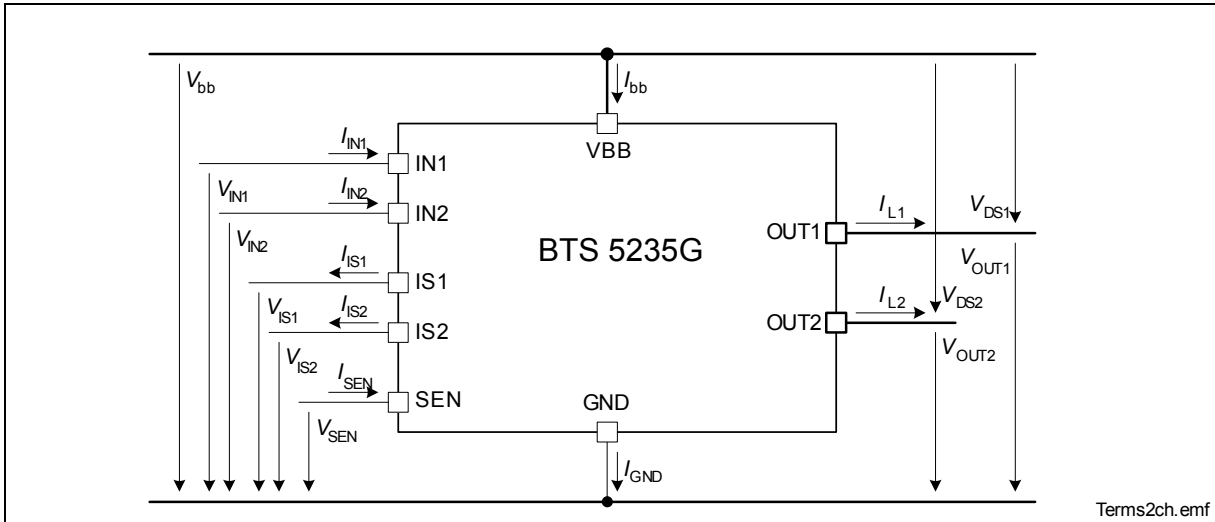 V_bb
I_bb
VBB
I_IN1
IN1
V_IN1
I_IN2
IN2
V_IN2
I_IS1
IS1
V_IS1
I_IS2
IS2
V_IS2
I_SEN
SEN
V_SEN
BTS 5235G
GND
I_GND
OUT1
I_L1
V_DS1
V_OUT1
OUT2
I_L2
V_DS2
V_OUT2
Terms2ch.emf